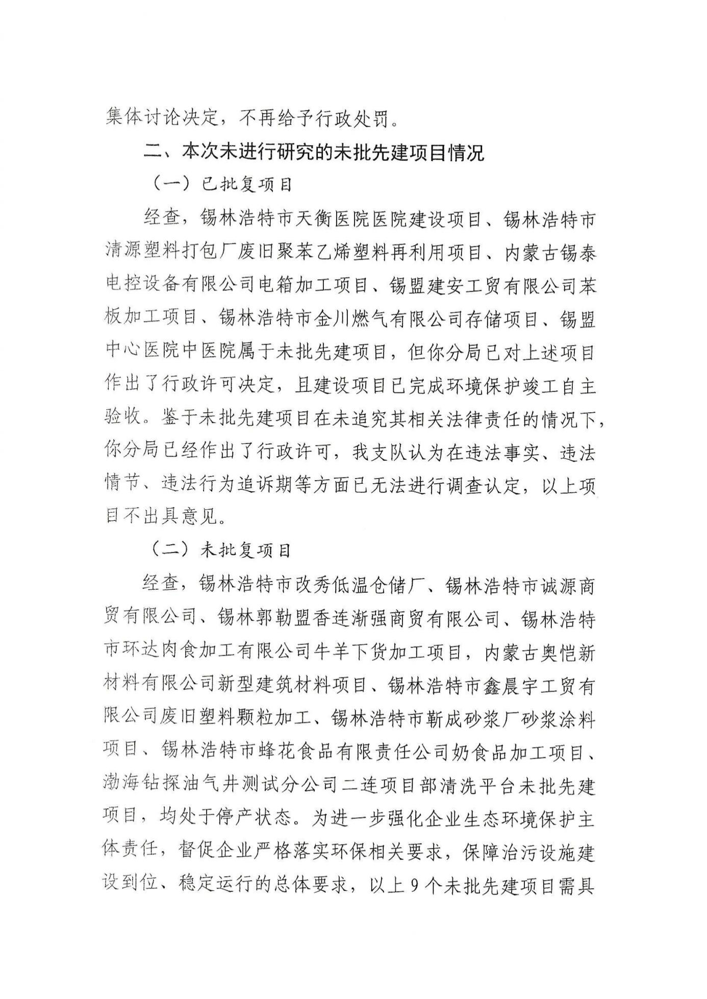 集体讨论决定，不再给予行政处罚。
二、本次未进行研究的未批先建项目情况
（一）已批复项目
经查，锡林浩特市天衡医院医院建设项目、锡林浩特市
清源塑料打包厂废旧聚苯乙烯塑料再利用项目、内蒙古锡泰
电控设备有限公司电箱加工项目、锡盟建安工贸有限公司苯
板加工项目、锡林浩特市金川燃气有限公司存储项目、锡盟
中心医院中医院属于未批先建项目，但你分局已对上述项目
作出了行政许可决定，且建设项目已完成环境保护竣工自主
验收。鉴于未批先建项目在未追究其相关法律责任的情况下，
你分局已经作出了行政许可，我支队认为在违法事实、违法
情节、违法行为追诉期等方面已无法进行调查认定，以上项
目不出具意见。
（二）未批复项目
经查，锡林浩特市改秀低温仓储厂、锡林浩特市诚源商
贸有限公司、锡林郭勒盟香连渐强商贸有限公司、锡林浩特
市环达肉食加工有限公司牛羊下货加工项目，内蒙古奥恺新
材料有限公司新型建筑材料项目、锡林浩特市鑫晨宇工贸有
限公司废旧塑料颗粒加工、锡林浩特市靳成砂浆厂砂浆涂料
项目、锡林浩特市蜂花食品有限责任公司奶食品加工项目、
渤海钻探油气井测试分公司二连项目部清洗平台未批先建
项目，均处于停产状态。为进一步强化企业生态环境保护主
体责任，督促企业严格落实环保相关要求，保障治污设施建
设到位、稳定运行的总体要求，以上9个未批先建项目需具